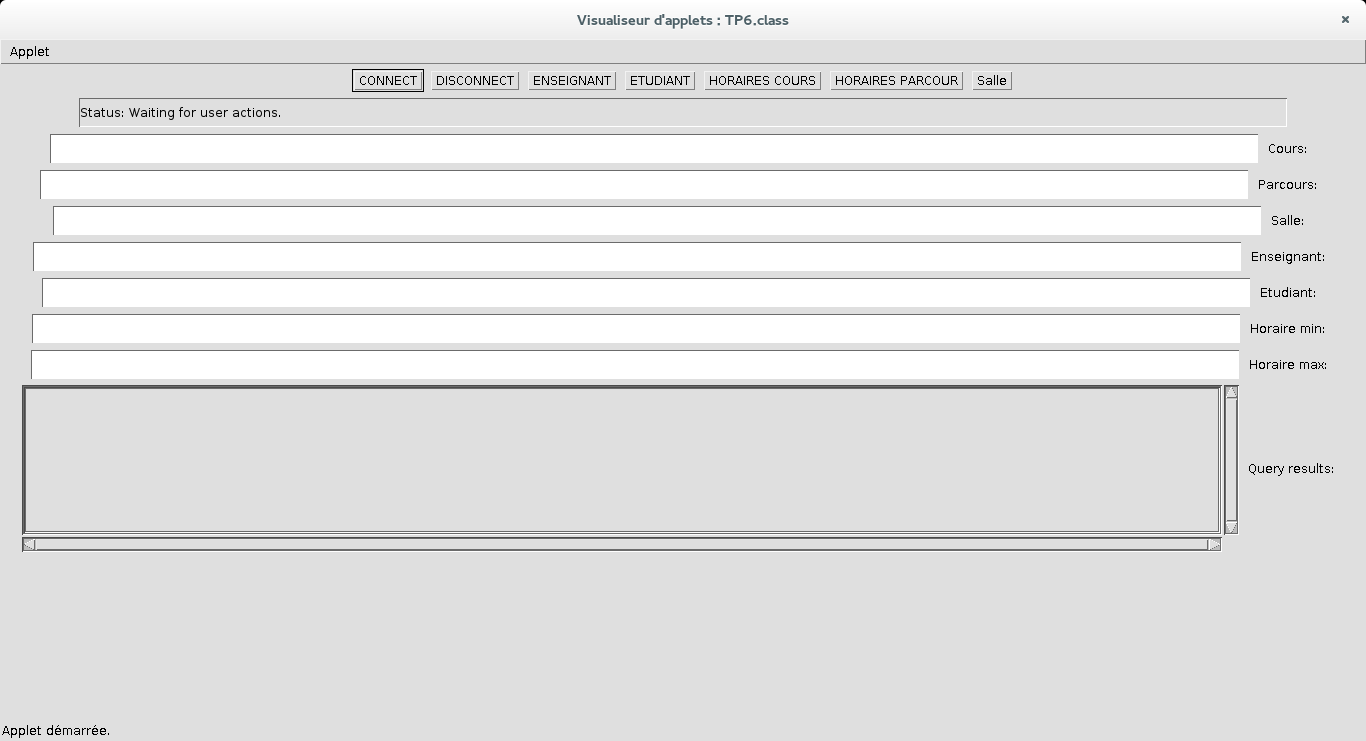 Visualiseur d'applets : TP6.class
Applet
CONNECT DISCONNECT ENSEIGNANT ETUDIANT HORAIRES COURS HORAIRES PARCOUR Salle
Status: Waiting for user actions.
Cours:
Parcours:
Salle:
Enseignant:
Etudiant:
Horaire min:
Horaire max:
Query results:
Applet démarrée.